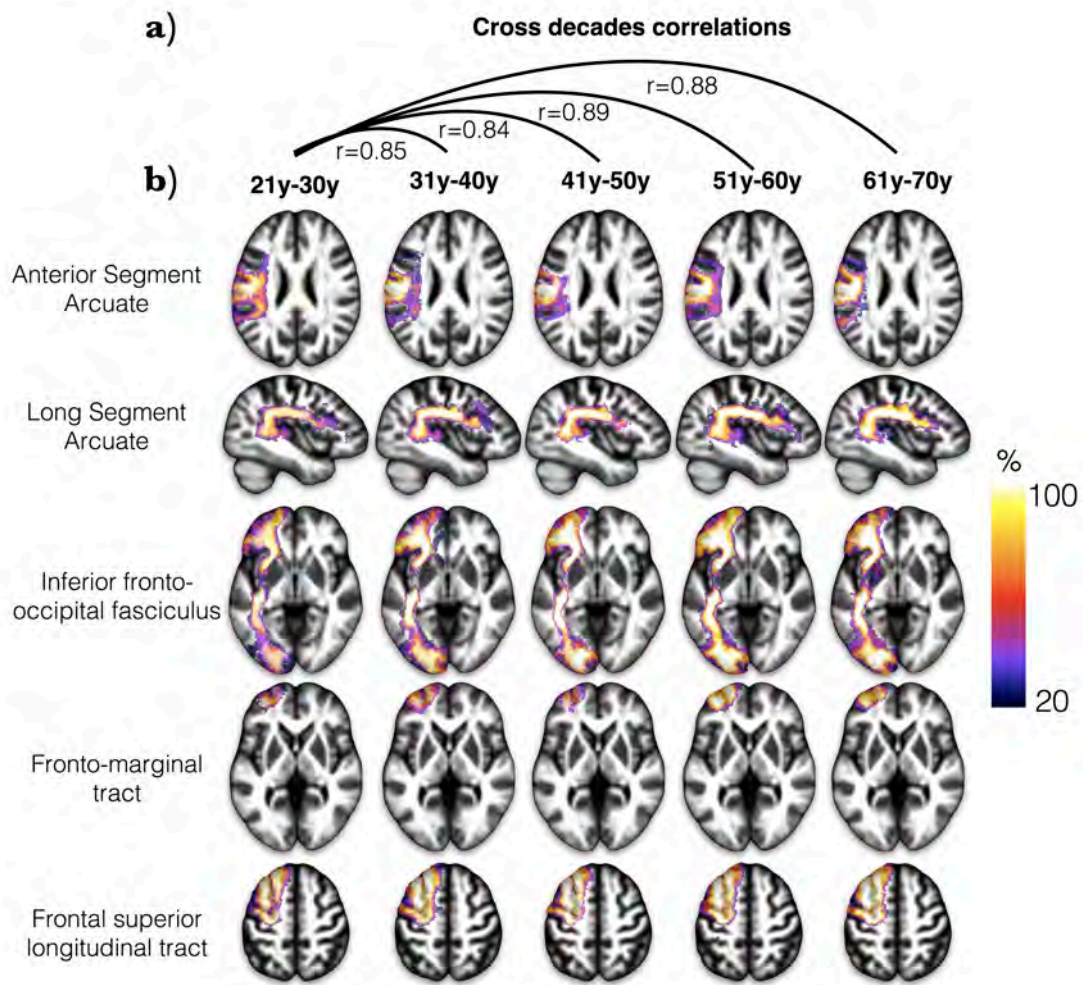 a)
Cross decades correlations
r=0.88
r=0.89
r=0.84
r=0.85
b)
21y-30y
31y-40y
41y-50y
51y-60y
61y-70y
Anterior Segment
Arcuate
Long Segment
Arcuate
%
100
20
Inferior fronto-
occipital fasciculus
Fronto-marginal
tract
Frontal superior
longitudinal tract